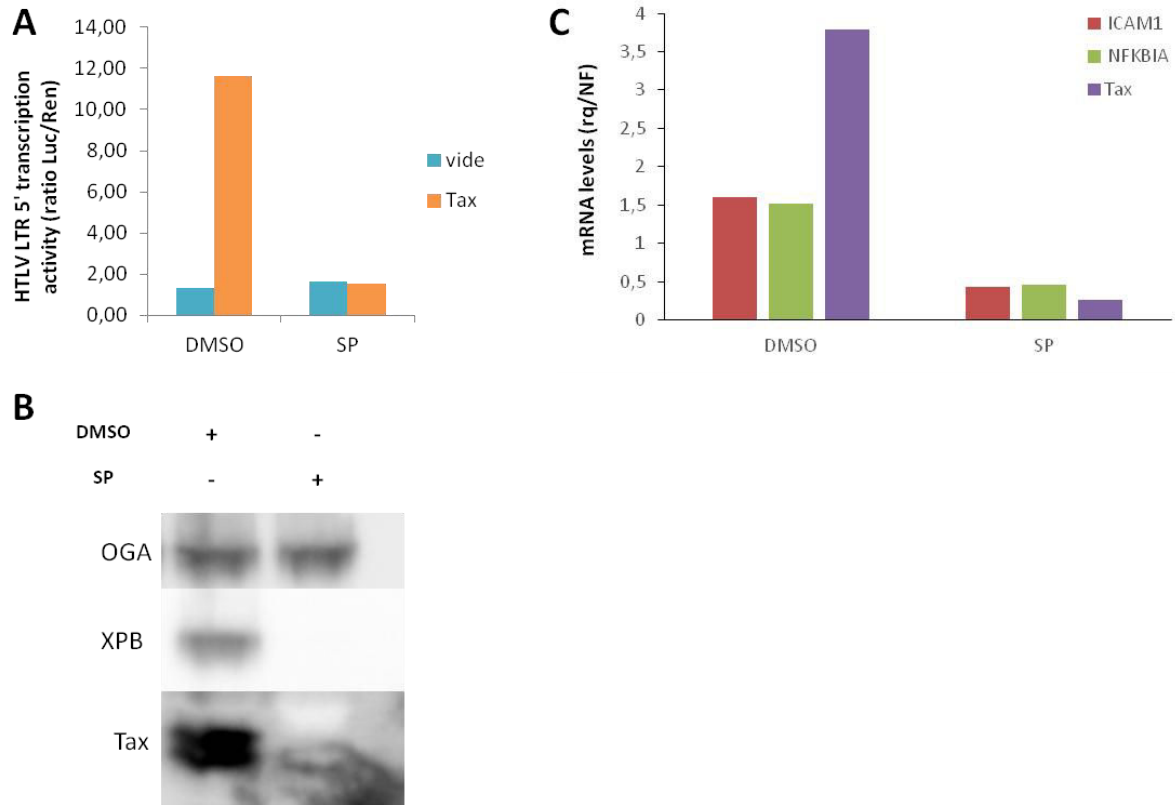 A
HTLV LTR 5' transcription
activity (ratio Luc/Ren)
14,00
12,00
10,00
8,00
6,00
4,00
2,00
0,00
DMSO
SP
vide
Tax
C
mRNA levels (rq/NF)
4
3,5
3
2,5
2
1,5
1
0,5
0
DMSO
SP
ICAM1
NFKBIA
Tax
B
DMSO + -
SP - +
OGA
XPB
Tax